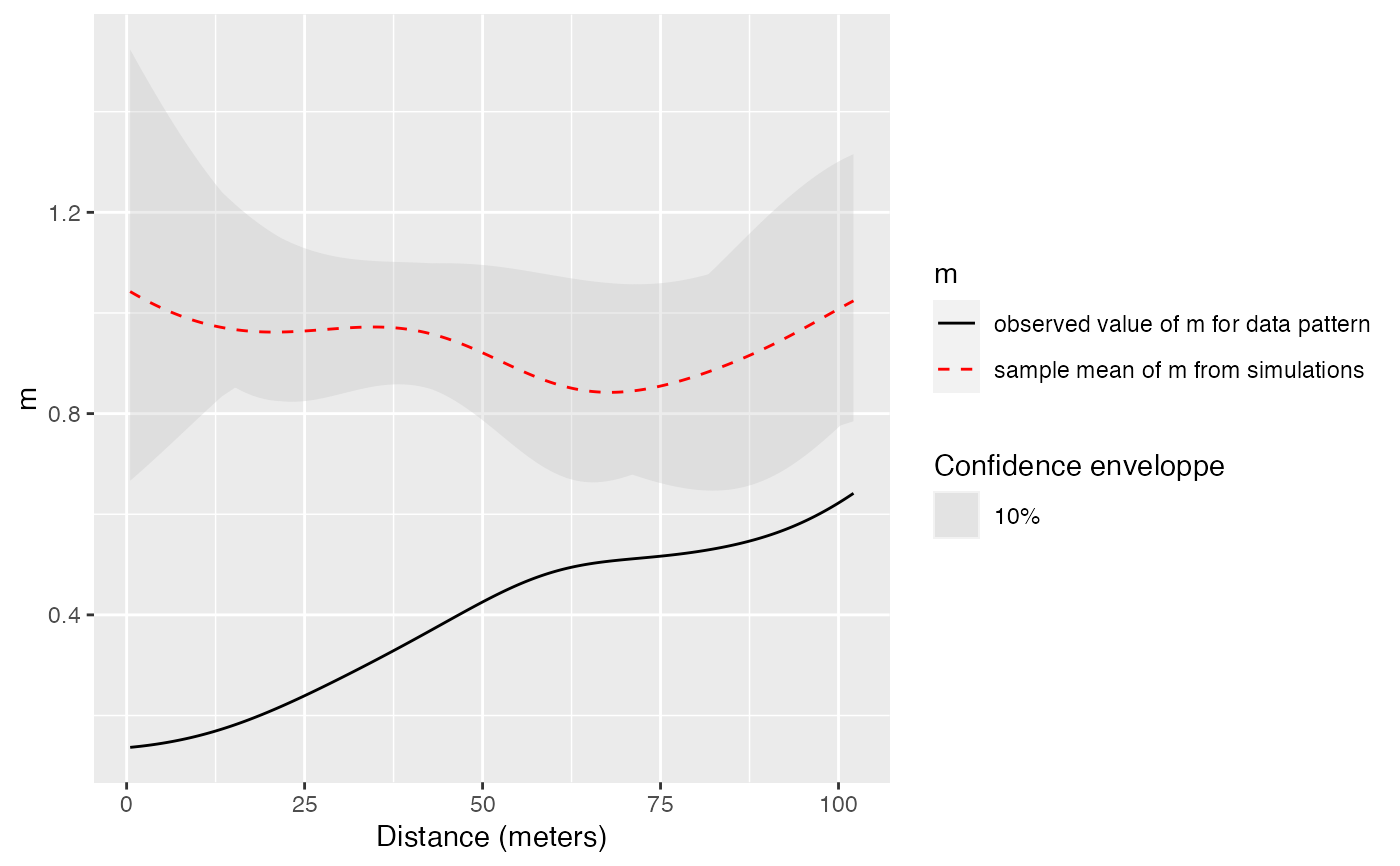 1.2
0.8
0.4
m
0 25 50 75 100
Distance (meters)
m
observed value of m for data pattern
sample mean of m from simulations
Confidence enveloppe
10%